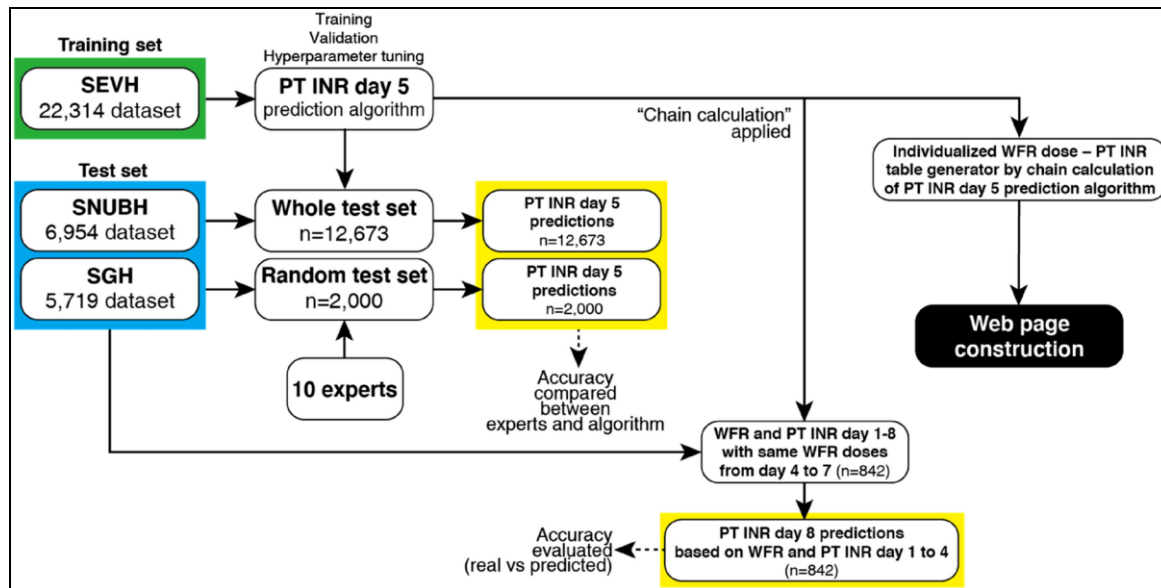 Training
Validation
Hyperparameter tuning
Training set
SEVH
22,314 dataset
PT INR day 5
prediction algorithm
“Chain calculation”
applied
Individualized WFR dose – PT INR
table generator by chain calculation
of PT INR day 5 prediction algorithm
Test set
SNUBH
6,954 dataset
Whole test set
n=12,673
PT INR day 5
predictions
n=12,673
SGH
5,719 dataset
Random test set
n=2,000
PT INR day 5
predictions
n=2,000
Web page
construction
10 experts
Accuracy
compared
between
experts and algorithm
WFR and PT INR day 1-8
with same WFR doses
from day 4 to 7 (n=842)
Accuracy
evaluated
(real vs predicted)
PT INR day 8 predictions
based on WFR and PT INR day 1 to 4
(n=842)